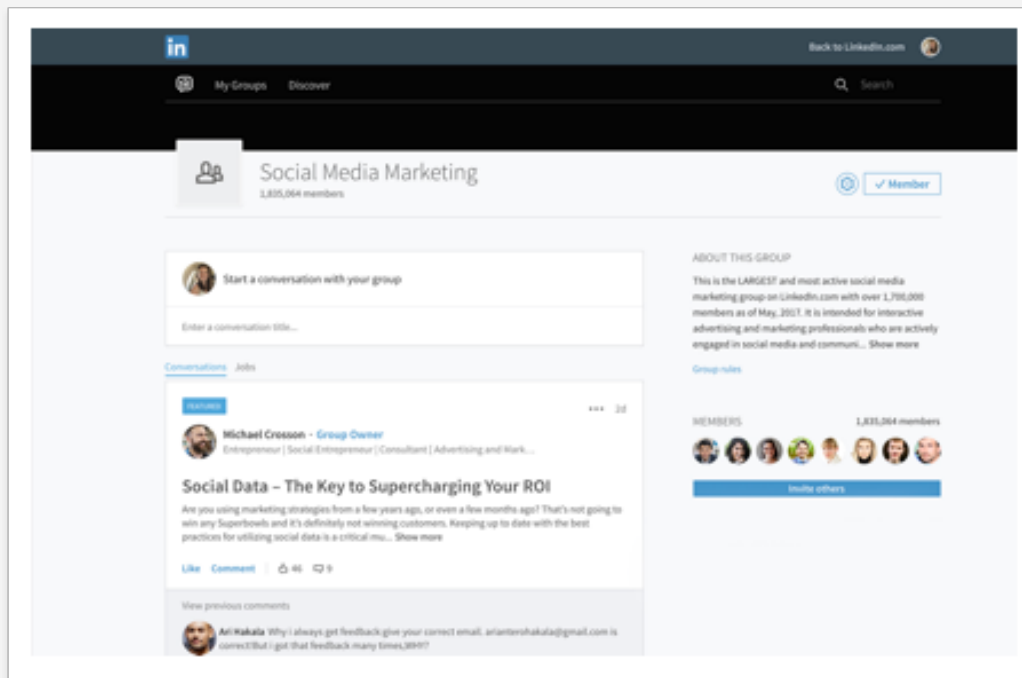 in
Back to LinkedIn.com
My Groups Discover
Search
Social Media Marketing
1,835,064 members
✓ Member
Start a conversation with your group
Enter a conversation title...
Conversations Jobs
FEATURED
••• 2d
Michael Crosson - Group Owner
Entrepreneur | Social Entrepreneur | Consultant | Advertising and Mark...
Social Data – The Key to Supercharging Your ROI
Are you using marketing strategies from a few years ago, or even a few months ago? That's not going to
win any Superbowls and it's definitely not winning customers. Keeping up to date with the best
practices for utilizing social data is a critical mu... Show more
Like Comment 46 9
View previous comments
Ari Hakala Why i always get feedback give your correct email. arianterohakala@gmail.com is
correct!But i got that feedback many times,WHY?
ABOUT THIS GROUP
This is the LARGEST and most active social media
marketing group on LinkedIn.com with over 1,700,000
members as of May, 2017. It is intended for interactive
advertising and marketing professionals who are actively
engaged in social media and communi... Show more
Group rules
MEMBERS 1,835,064 members
Invite others